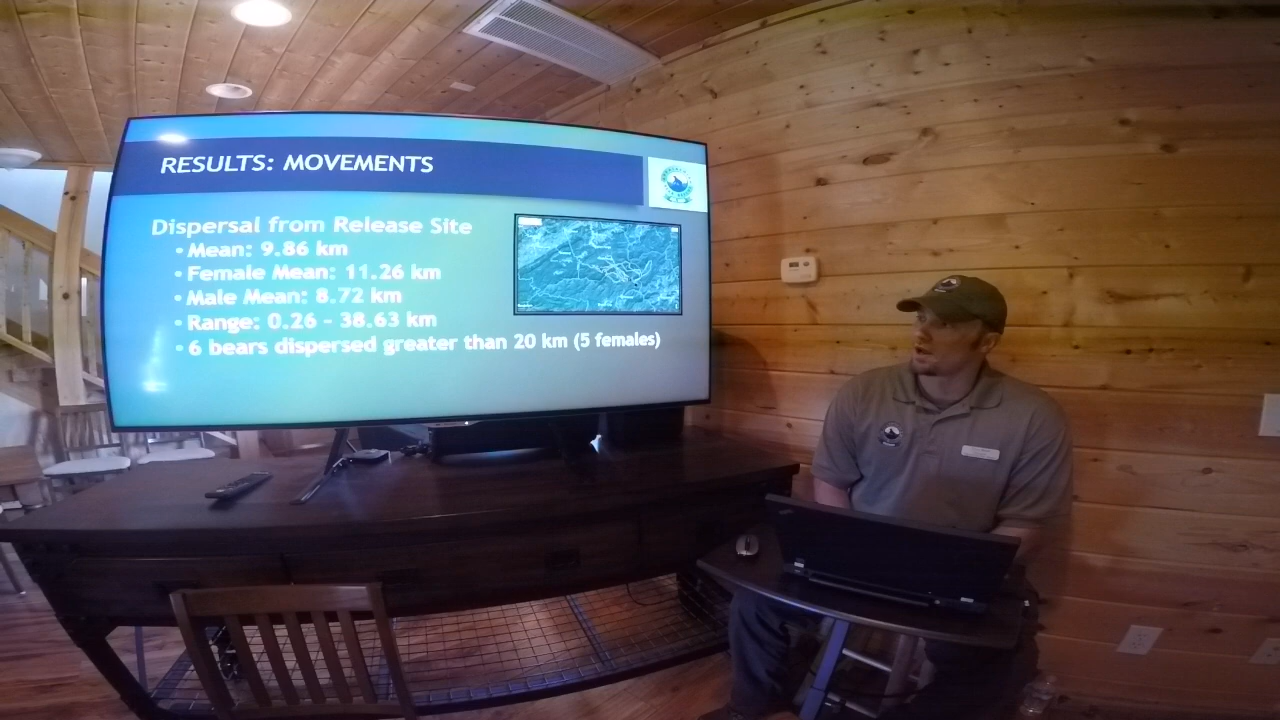 RESULTS: MOVEMENTS
Dispersal from Release Site
• Mean: 9.86 km
• Female Mean: 11.26 km
• Male Mean: 8.72 km
• Range: 0.26 – 38.63 km
• 6 bears dispersed greater than 20 km (5 females)